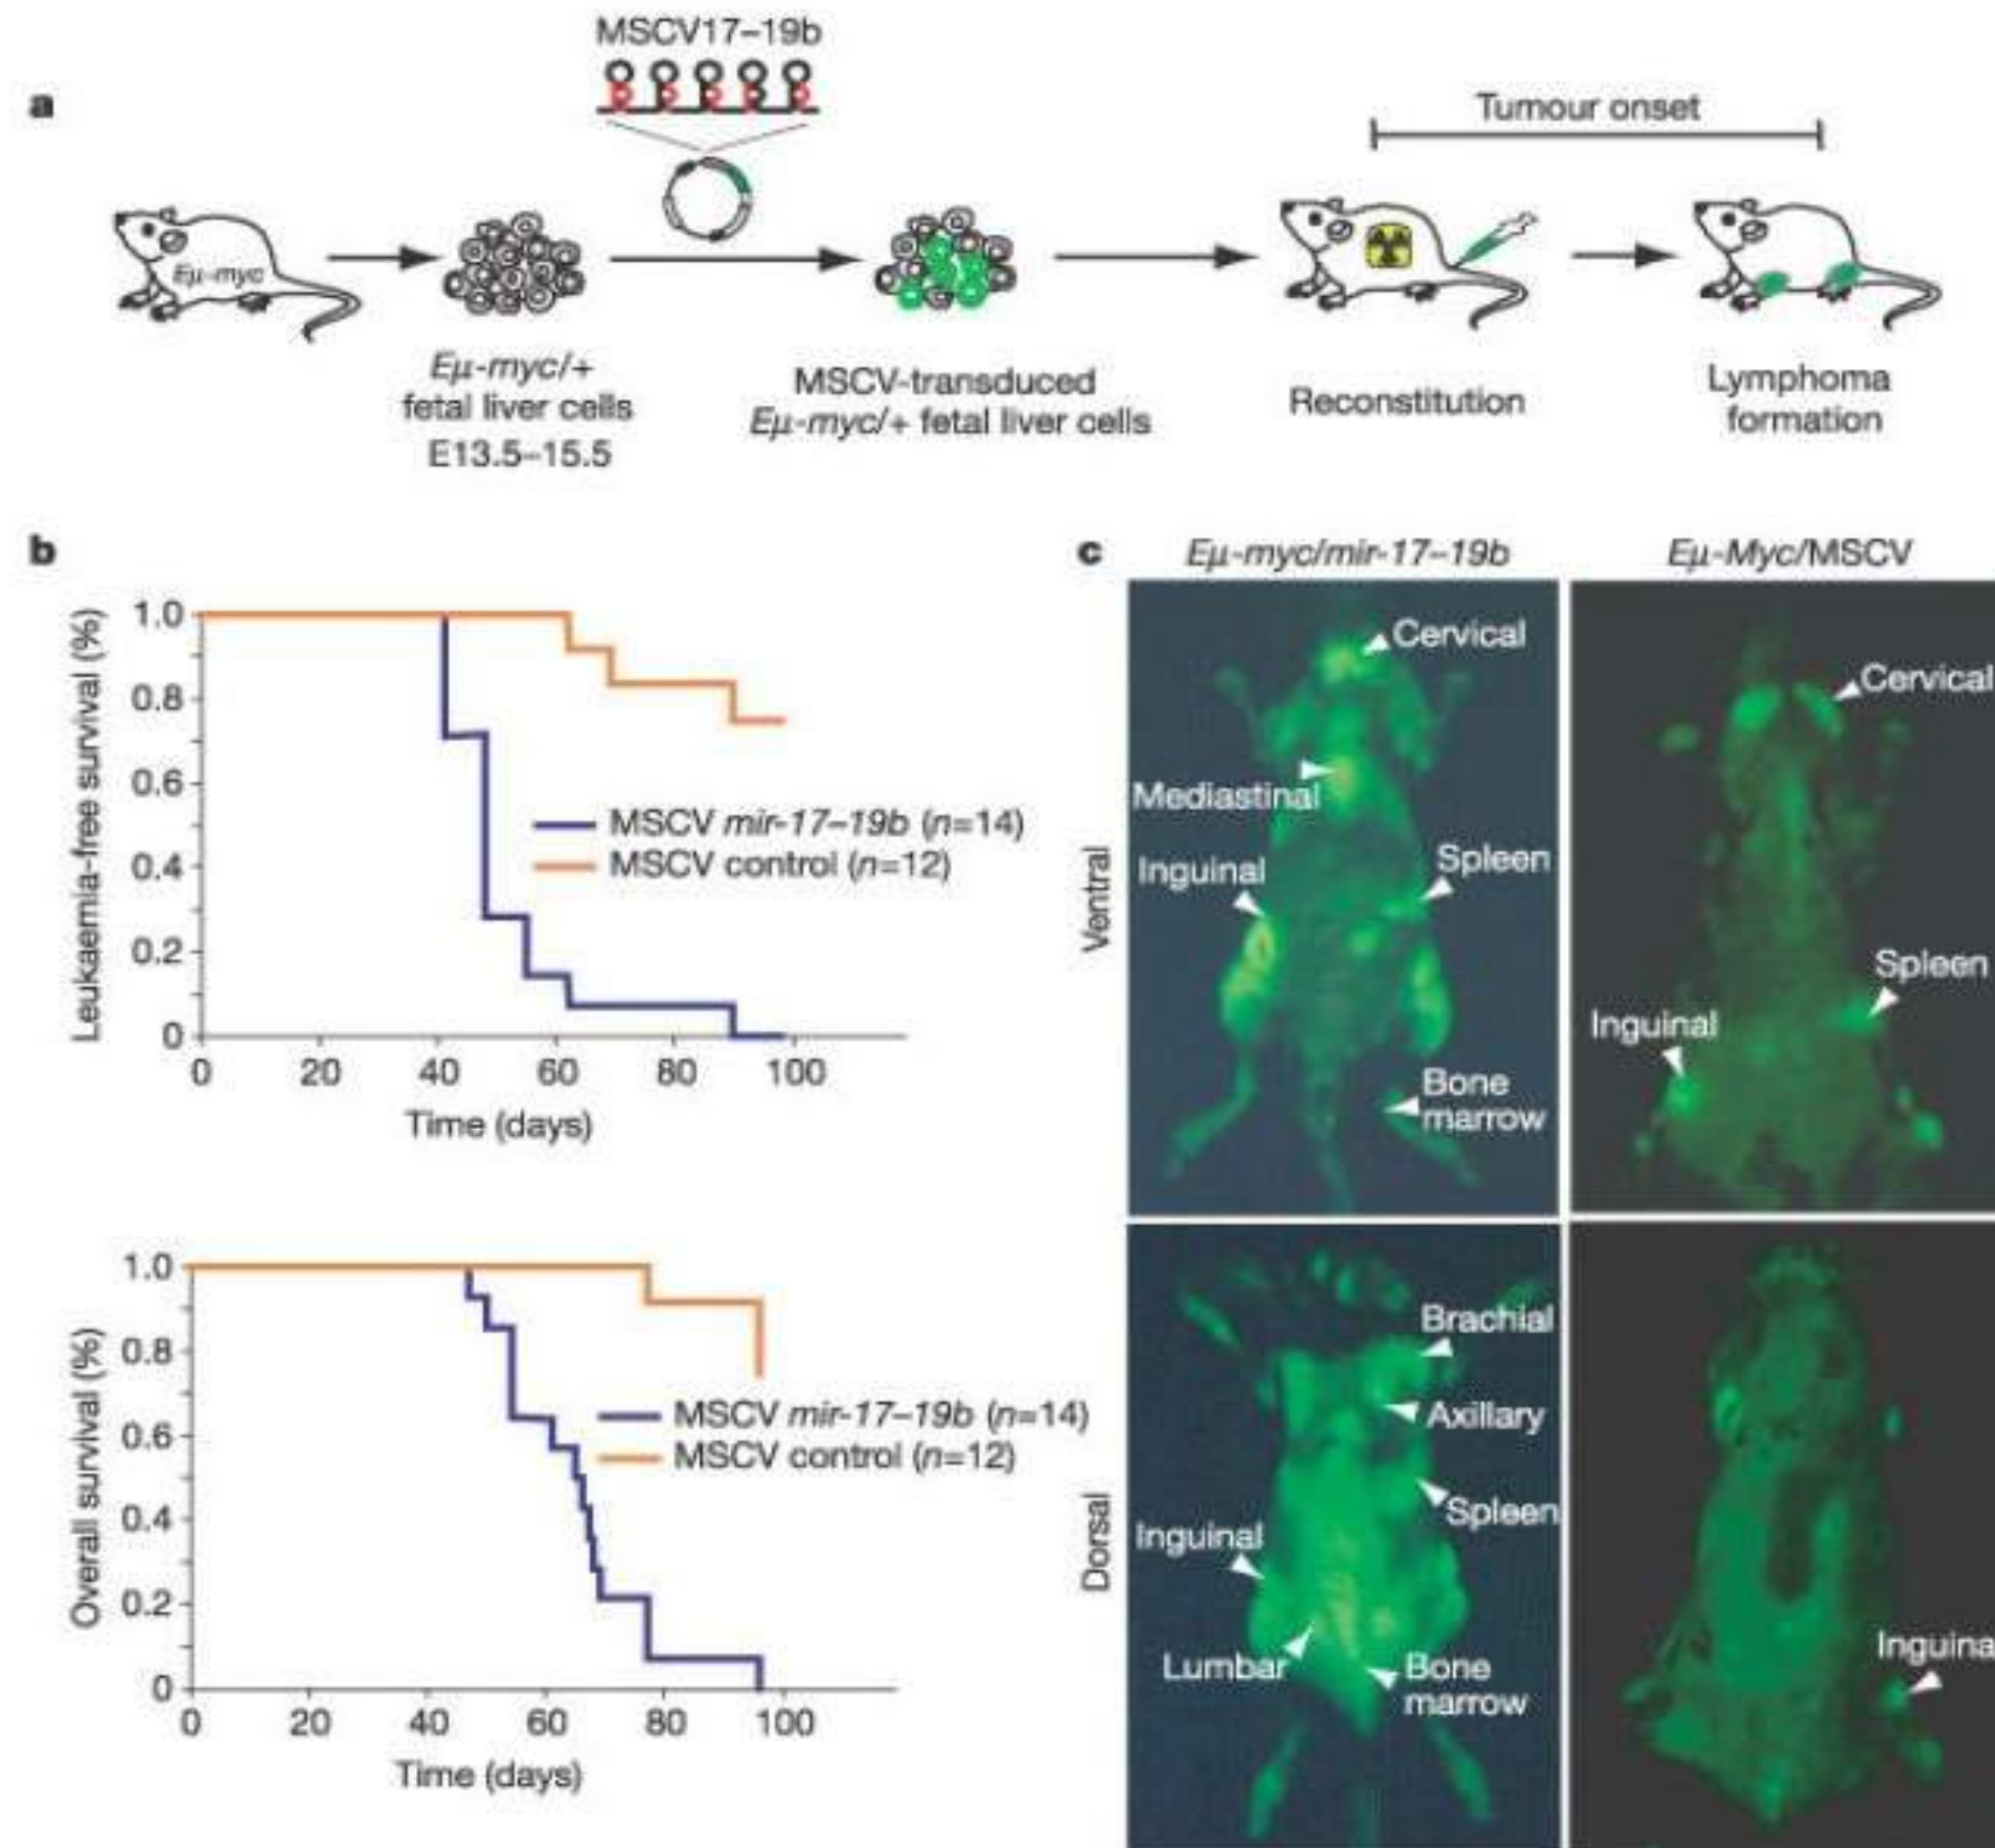 a
MSCV17–19b
Tumour onset
Eμ-myc
Eμ-myc/+
fetal liver cells
E13.5–15.5
MSCV-transduced
Eμ-myc/+ fetal liver cells
Reconstitution
Lymphoma
formation
b
Leukaemia-free survival (%)
1.0
0.8
0.6
0.4
0.2
0
0 20 40 60 80 100
Time (days)
MSCV mir-17–19b (n=14)
MSCV control (n=12)
Overall survival (%)
1.0
0.8
0.6
0.4
0.2
0
0 20 40 60 80 100
Time (days)
MSCV mir-17–19b (n=14)
MSCV control (n=12)
c
Eμ-myc/mir-17–19b
Eμ-Myc/MSCV
Ventral
Cervical
Mediastinal
Inguinal
Spleen
Bone
marrow
Cervical
Spleen
Inguinal
Dorsal
Brachial
Axillary
Spleen
Inguinal
Lumbar
Bone
marrow
Inguina